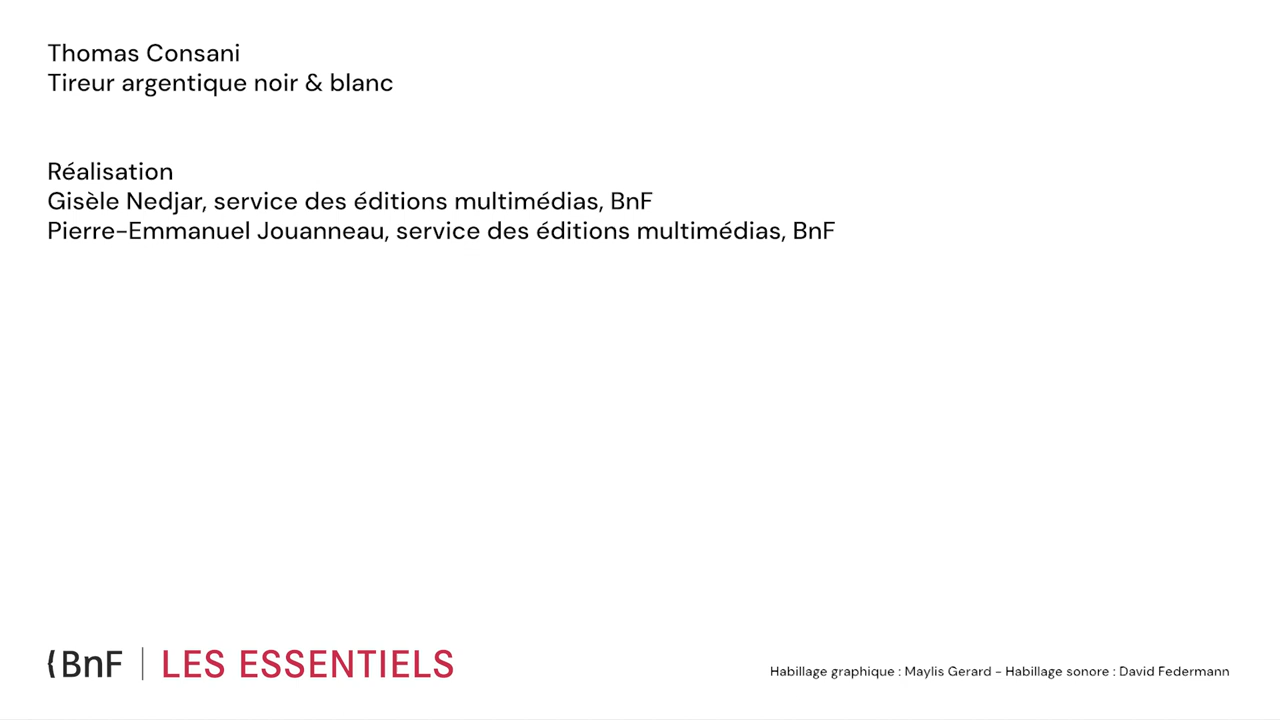 Thomas Consani
Tireur argentique noir & blanc
Réalisation
Gisèle Nedjar, service des éditions multimédias, BnF
Pierre-Emmanuel Jouanneau, service des éditions multimédias, BnF
BnF | LES ESSENTIELS
Habillage graphique : Maylis Gerard - Habillage sonore : David Federmann